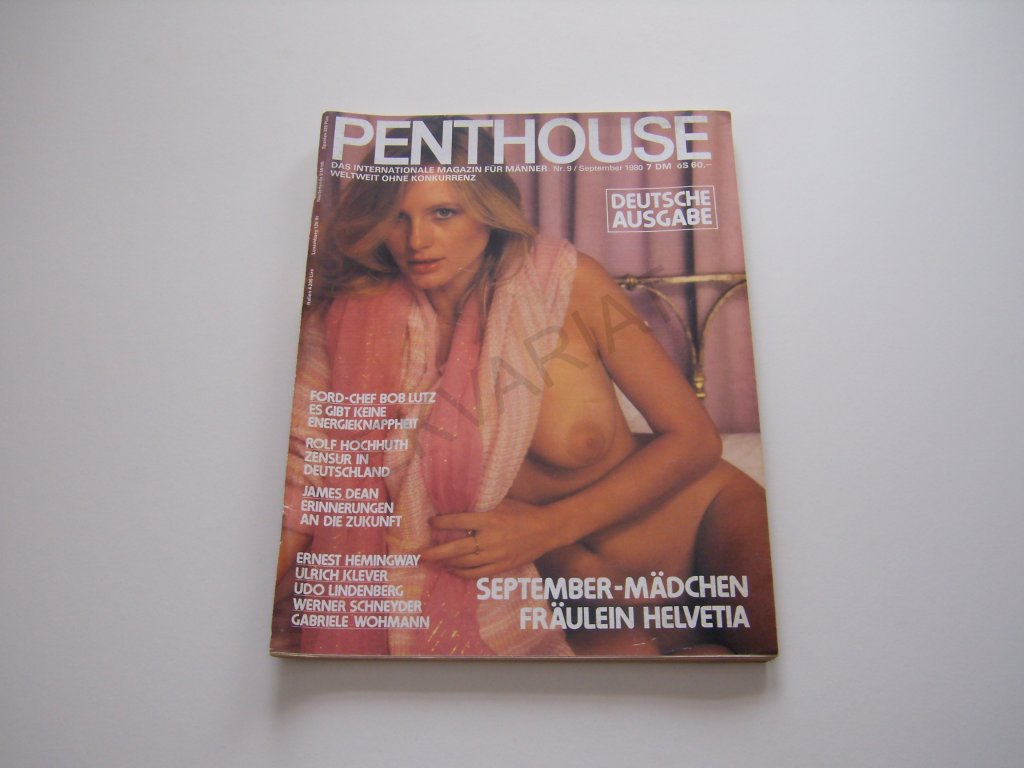 PENTHOUSE
DAS INTERNATIONALE MAGAZIN FÜR MÄNNER Nr. 9 / September 1980 7 DM öS 60,–
WELTWEIT OHNE KONKURRENZ
DEUTSCHE
AUSGABE
FORD-CHEF BOB LUTZ
ES GIBT KEINE
ENERGIEKNAPPHEIT
ROLF HOCHHUTH
ZENSUR IN
DEUTSCHLAND
JAMES DEAN
ERINNERUNGEN
AN DIE ZUKUNFT
ERNEST HEMINGWAY
ULRICH KLEVER
UDO LINDENBERG
WERNER SCHNEYDER
GABRIELE WOHMANN
SEPTEMBER-MÄDCHEN
FRÄULEIN HELVETIA